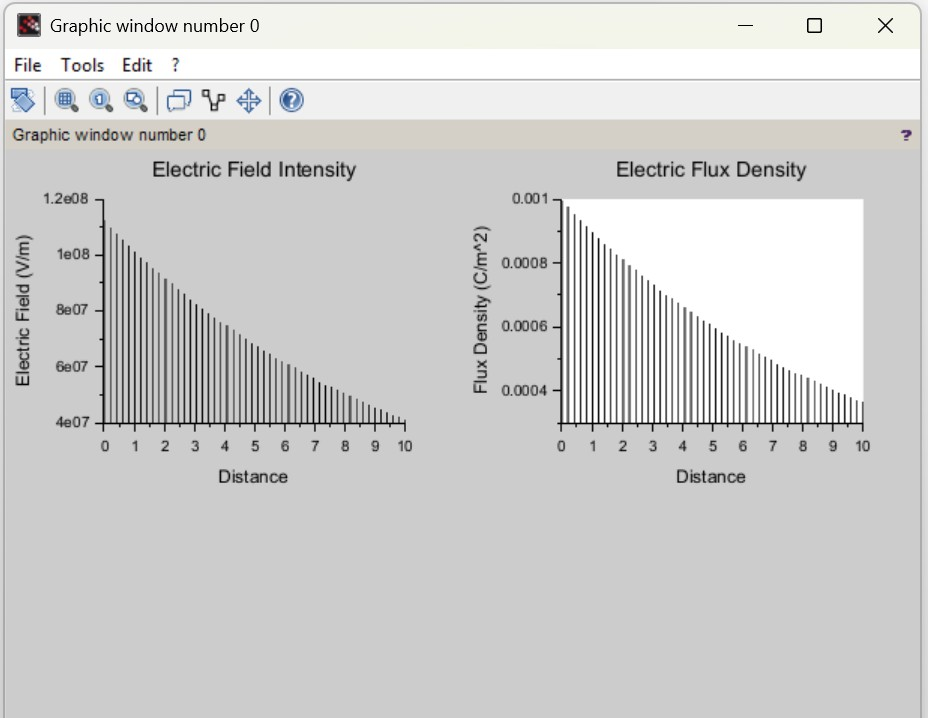 Graphic window number 0
File Tools Edit ?
Graphic window number 0 ?
Electric Field Intensity
Electric Field (V/m)
1.2e08
1e08
8e07
6e07
4e07
0 1 2 3 4 5 6 7 8 9 10
Distance
Electric Flux Density
Flux Density (C/m^2)
0.001
0.0008
0.0006
0.0004
0 1 2 3 4 5 6 7 8 9 10
Distance